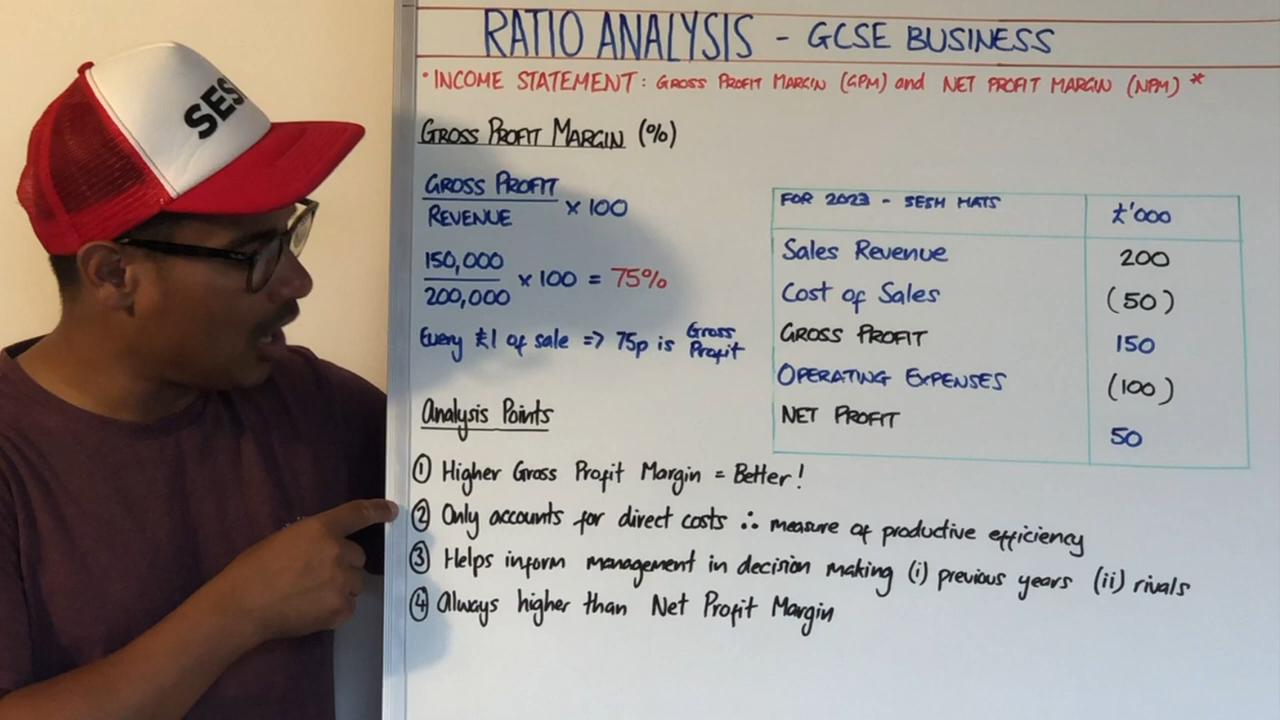 SES
RATIO ANALYSIS - GCSE BUSINESS
• INCOME STATEMENT : GROSS PROFIT MARGIN (GPM) and NET PROFIT MARGIN (NPM) *
GROSS PROFIT MARGIN (%)
GROSS PROFIT
REVENUE × 100
150,000
200,000 × 100 = 75%
Every £1 of sale => 75p is Gross Profit
FOR 2023 - SESH HATS £'000
Sales Revenue 200
Cost of Sales (50)
GROSS PROFIT 150
OPERATING EXPENSES (100)
NET PROFIT 50
Analysis Points
① Higher Gross Profit Margin = Better!
② Only accounts for direct costs ∴ measure of productive efficiency
③ Helps inform management in decision making (i) previous years (ii) rivals
④ Always higher than Net Profit Margin